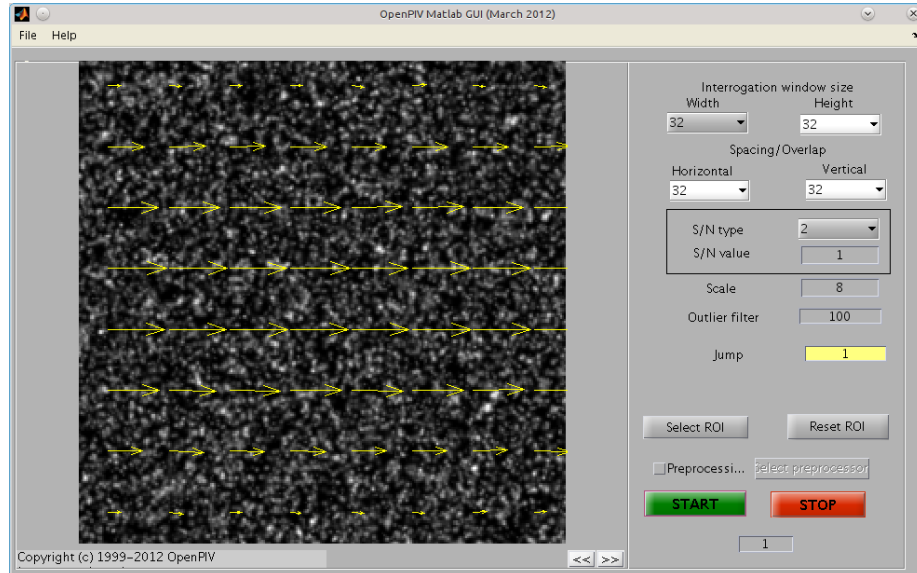 OpenPIV Matlab GUI (March 2012)
File Help
Interrogation window size
Width Height
32 32
Spacing/Overlap
Horizontal Vertical
32 32
S/N type 2
S/N value 1
Scale 8
Outlier filter 100
Jump 1
Select ROI Reset ROI
Preprocessi... Select preprocessor
START STOP
1
Copyright (c) 1999-2012 OpenPIV << >>